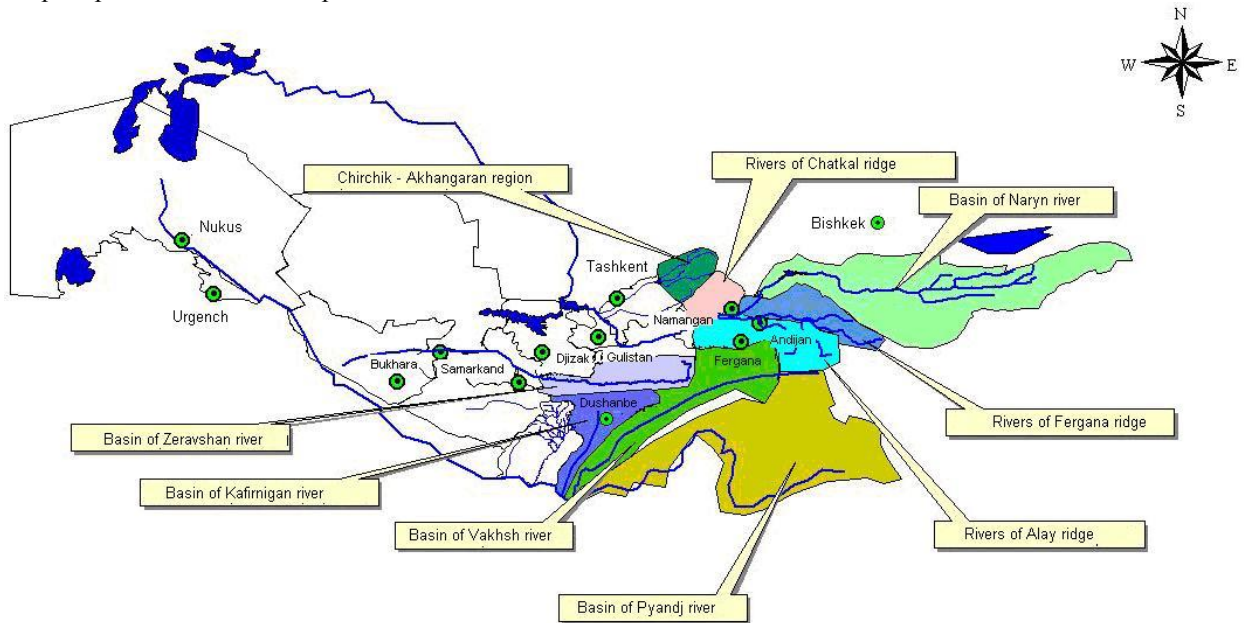 N
W E
S
Rivers of Chatkal ridge
Chirchik - Akhangaran region
Basin of Naryn river
Bishkek
Nukus
Tashkent
Urgench
Namangan
Andijan
Djizak
Gulistan
Fergana
Bukhara
Samarkand
Dushanbe
Rivers of Fergana ridge
Basin of Zeravshan river
Basin of Kafirnigan river
Basin of Vakhsh river
Rivers of Alay ridge
Basin of Pyandj river